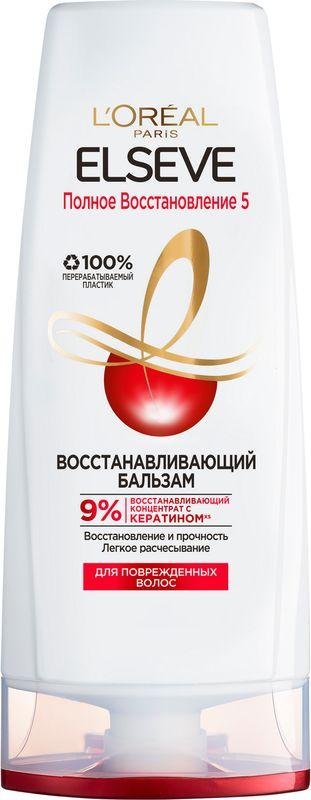 L'ORÉAL
PARIS
ELSEVE
Полное Восстановление 5
100%
ПЕРЕРАБАТЫВАЕМЫЙ
ПЛАСТИК
ВОССТАНАВЛИВАЮЩИЙ
БАЛЬЗАМ
9% ВОССТАНАВЛИВАЮЩИЙ
КОНЦЕНТРАТ С
КЕРАТИНОМxs
Восстановление и прочность
Легкое расчесывание
ДЛЯ ПОВРЕЖДЕННЫХ
ВОЛОС